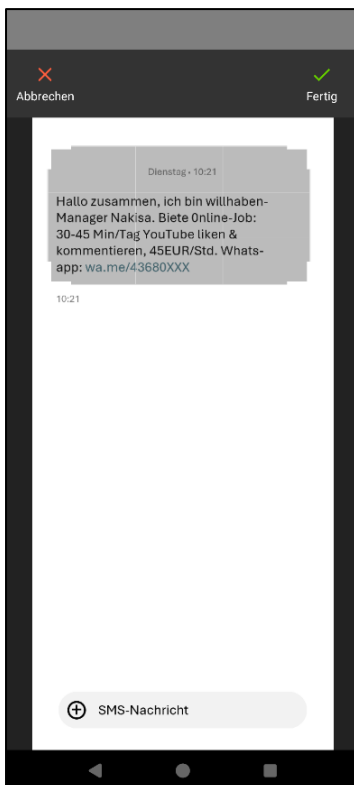 Abbrechen
Fertig
Dienstag • 10:21
Hallo zusammen, ich bin willhaben-
Manager Nakisa. Biete 0nline-Job:
30-45 Min/Tag YouTube liken &
kommentieren, 45EUR/Std. Whats-
app: wa.me/43680XXX
10:21
SMS-Nachricht